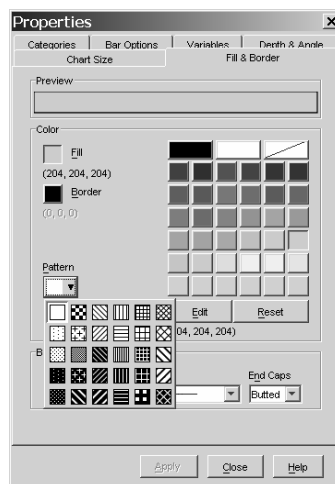 Properties
Categories Bar Options Variables Depth & Angle
Chart Size Fill & Border
Preview
Color
Fill
(204, 204, 204)
Border
(0, 0, 0)
Pattern
Edit Reset
04, 204, 204)
B
End Caps
Butted
Apply Close Help